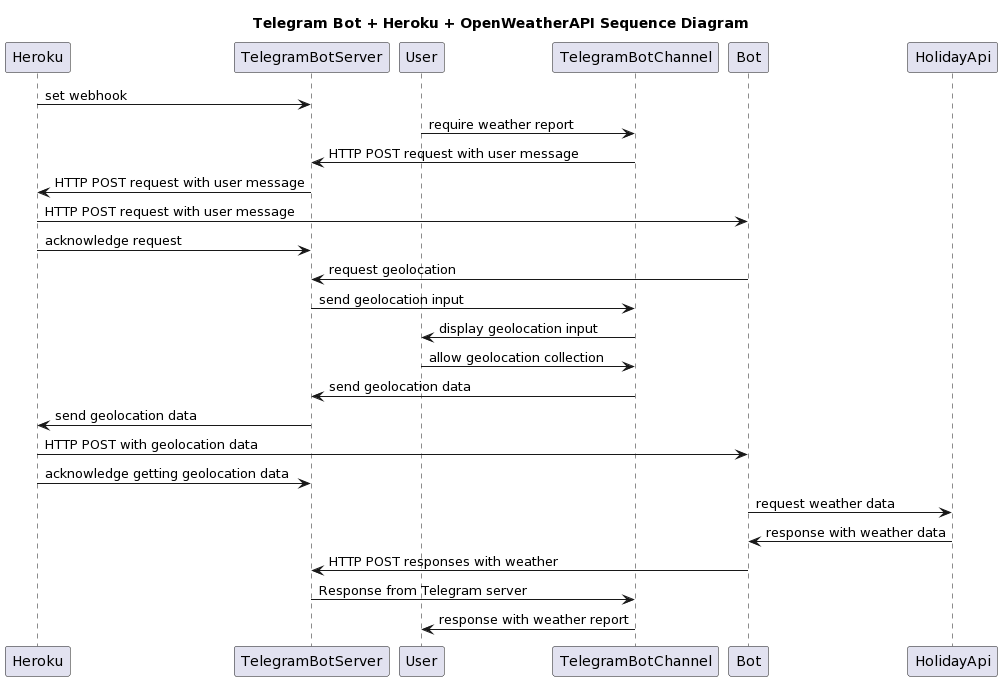 Telegram Bot + Heroku + OpenWeatherAPI Sequence Diagram
Heroku TelegramBotServer User TelegramBotChannel Bot HolidayApi
set webhook
require weather report
HTTP POST request with user message
HTTP POST request with user message
HTTP POST request with user message
acknowledge request
request geolocation
send geolocation input
display geolocation input
allow geolocation collection
send geolocation data
send geolocation data
HTTP POST with geolocation data
acknowledge getting geolocation data
request weather data
response with weather data
HTTP POST responses with weather
Response from Telegram server
response with weather report
Heroku TelegramBotServer User TelegramBotChannel Bot HolidayApi